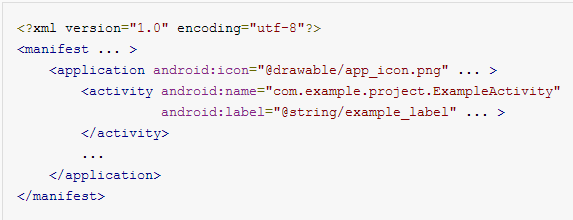 <?xml version="1.0" encoding="utf-8"?>
<manifest ... >
    <application android:icon="@drawable/app_icon.png" ... >
        <activity android:name="com.example.project.ExampleActivity"
                  android:label="@string/example_label" ... >
        </activity>
        ...
    </application>
</manifest>